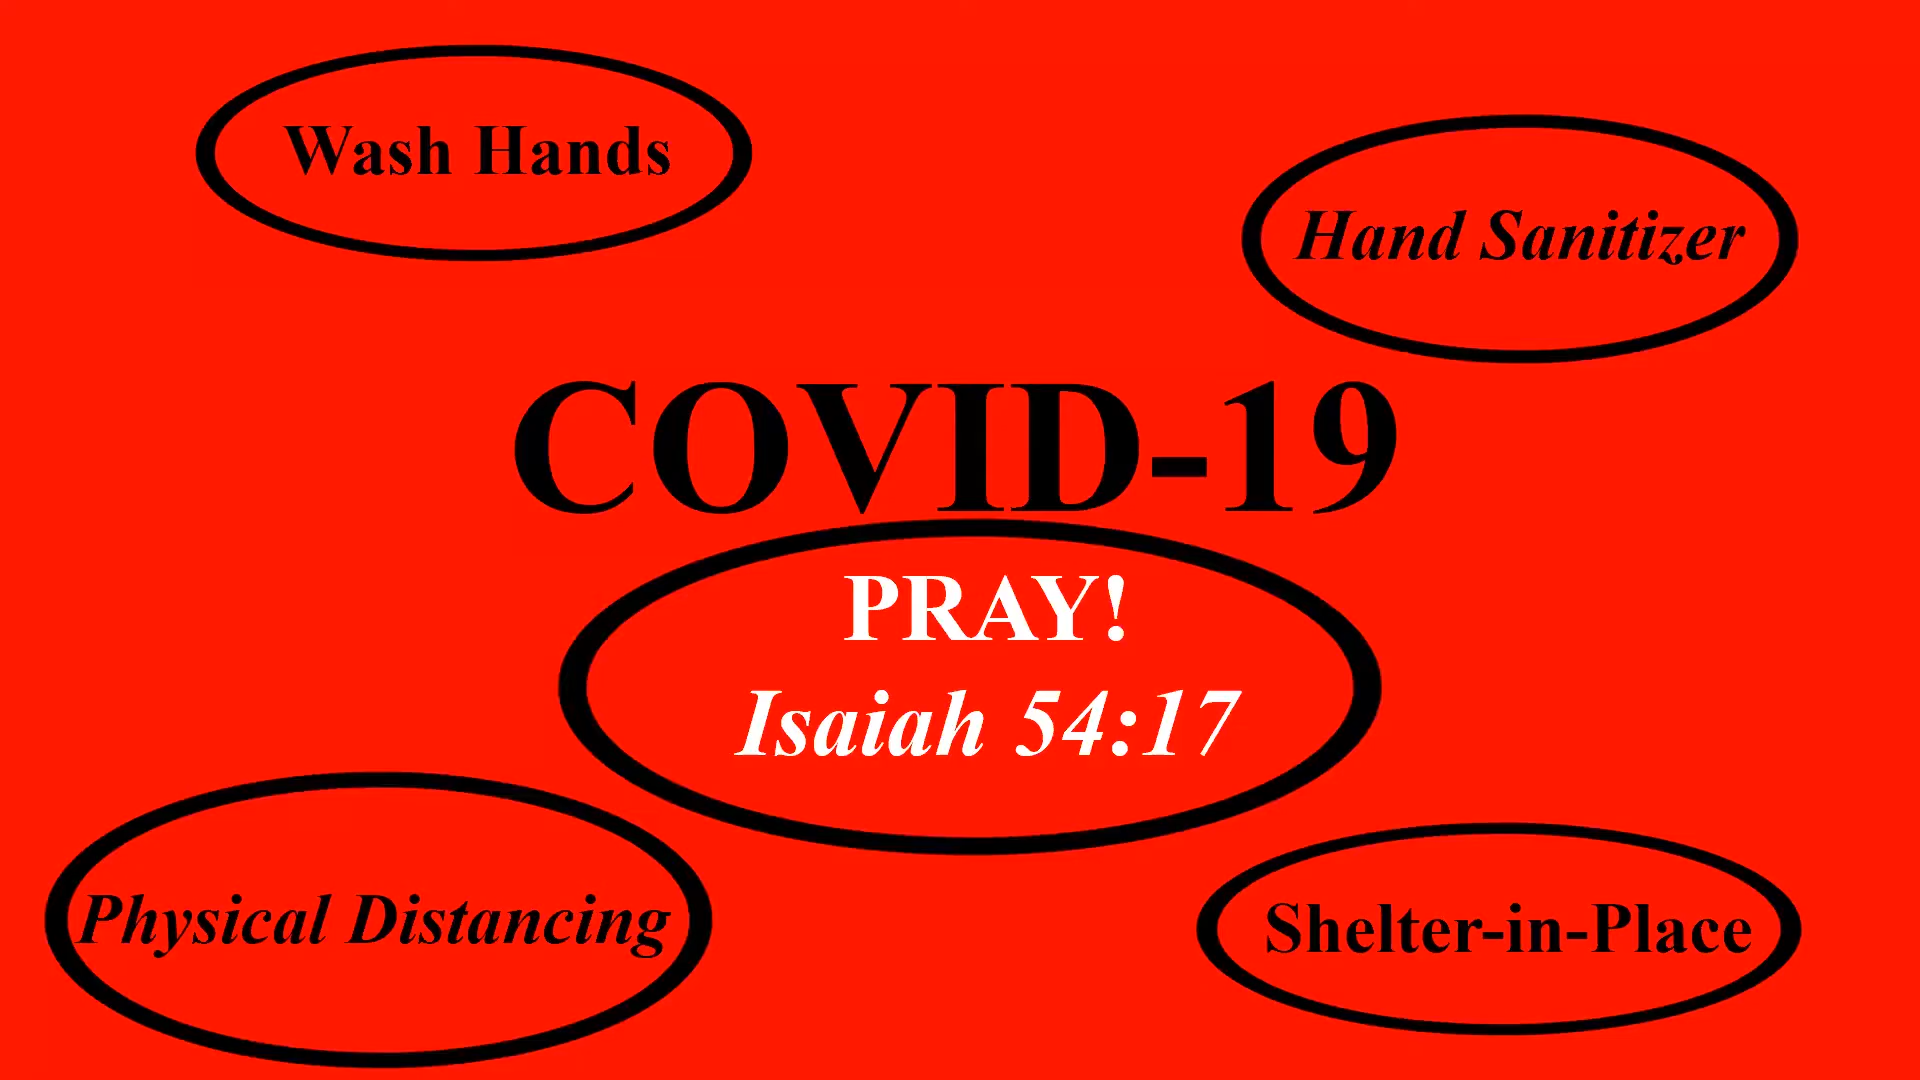 Wash Hands
Hand Sanitizer
COVID-19
PRAY!
Isaiah 54:17
Physical Distancing
Shelter-in-Place